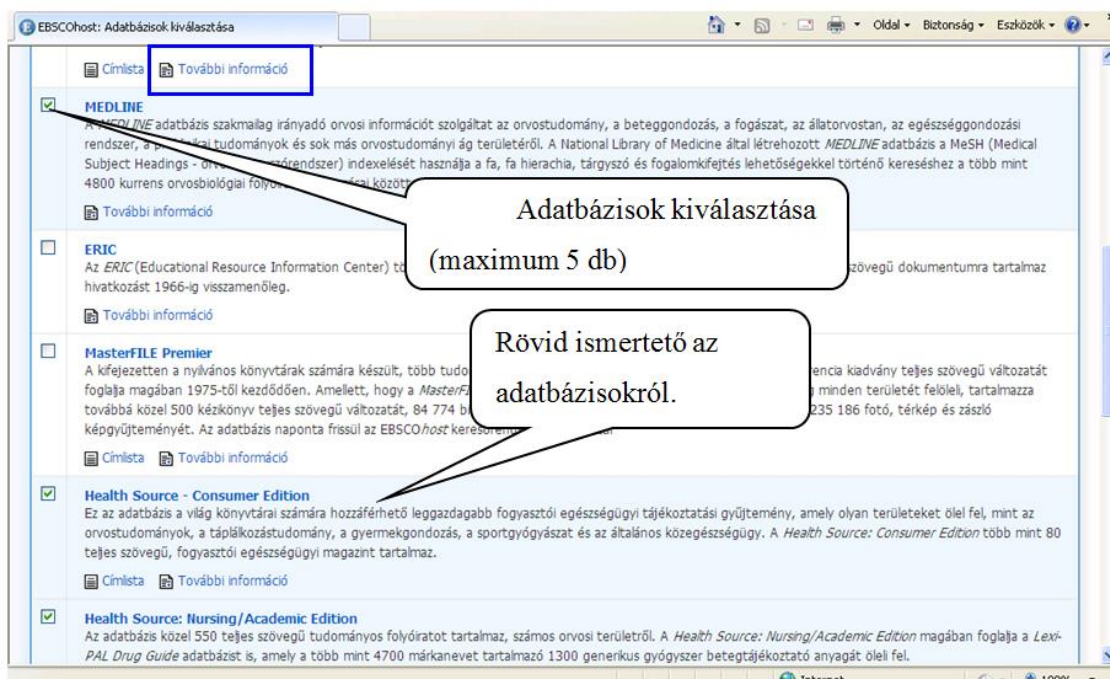 EBSCOhost: Adatbázisok kiválasztása
Oldal Biztonság Eszközök
Címlista További információ
MEDLINE
A MEDLINE adatbázis szakmailag irányadó orvosi információt szolgáltat az orvostudomány, a beteggondozás, a fogászat, az állatorvostan, az egészséggondozási
rendszer, a tudományok és sok más orvostudományi ág területéről. A National Library of Medicine által létrehozott MEDLINE adatbázis a MeSH (Medical
Subject Headings - indexelését használja a fa, fa hierachia, tárgyszó és fogalomkifejtés lehetőségekkel történő kereséshez a több mint
4800 kurrens orvosbiológiai
További információ
Adatbázisok kiválasztása
(maximum 5 db)
ERIC
Az ERIC (Educational Resource Information Center) szövegű dokumentumra tartalmaz
hivatkozást 1966-ig visszamenőleg.
További információ
Rövid ismertető az
adatbázisokról.
MasterFILE Premier
A kifejezetten a nyilvános könyvtárak számára készült, több kiadvány teljes szövegű változatát
foglalja magában 1975-től kezdődően. Amellett, hogy a minden területét felöleli, tartalmazza
továbbá közel 500 kézikönyv teljes szövegű változatát, 84 774 235 186 fotó, térkép és zászló
képgyűjteményét. Az adatbázis naponta frissül az EBSCOhost
Címlista További információ
Health Source - Consumer Edition
Ez az adatbázis a világ könyvtárai számára hozzáférhető leggazdagabb fogyasztói egészségügyi tájékoztatási gyűjtemény, amely olyan területeket ölel fel, mint az
orvostudományok, a táplálkozástudomány, a gyermekgondozás, a sportgyógyászat és az általános közegészségügy. A Health Source: Consumer Edition több mint 80
teljes szövegű, fogyasztói egészségügyi magazint tartalmaz.
Címlista További információ
Health Source: Nursing/Academic Edition
Az adatbázis közel 550 teljes szövegű tudományos folyóiratot tartalmaz, számos orvosi területről. A Health Source: Nursing/Academic Edition magában foglalja a Lexi-
PAL Drug Guide adatbázist is, amely a több mint 4700 márkanevet tartalmazó 1300 generikus gyógyszer betegtájékoztató anyagát öleli fel.